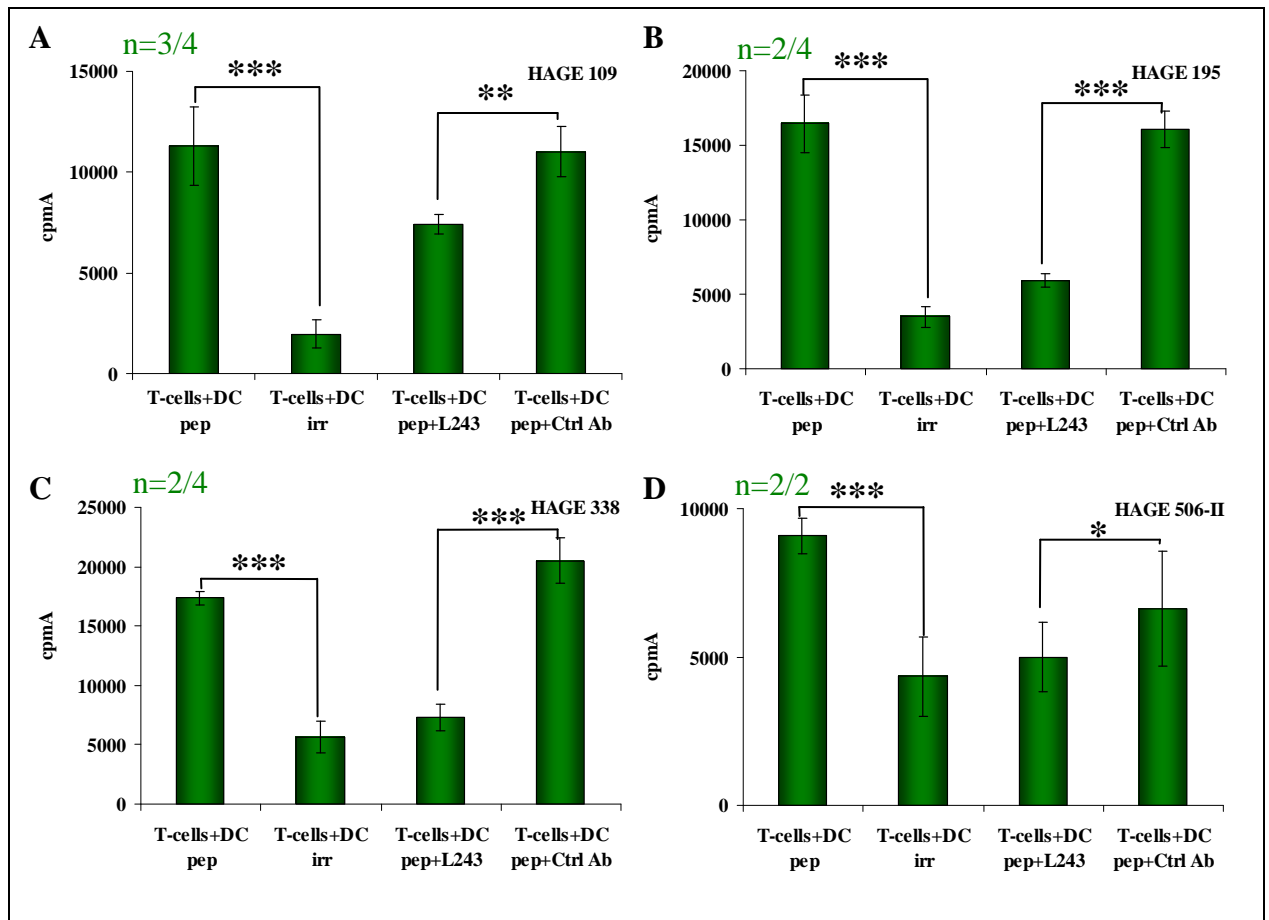 A
n=3/4
***
**
HAGE 109
15000
10000
5000
0
cpmA
T-cells+DC pep
T-cells+DC irr
T-cells+DC pep+L243
T-cells+DC pep+Ctrl Ab
B
n=2/4
***
***
HAGE 195
20000
15000
10000
5000
0
cpmA
T-cells+DC pep
T-cells+DC irr
T-cells+DC pep+L243
T-cells+DC pep+Ctrl Ab
C
n=2/4
***
***
HAGE 338
25000
20000
15000
10000
5000
0
cpmA
T-cells+DC pep
T-cells+DC irr
T-cells+DC pep+L243
T-cells+DC pep+Ctrl Ab
D
n=2/2
***
*
HAGE 506-II
10000
5000
0
cpmA
T-cells+DC pep
T-cells+DC irr
T-cells+DC pep+L243
T-cells+DC pep+Ctrl Ab